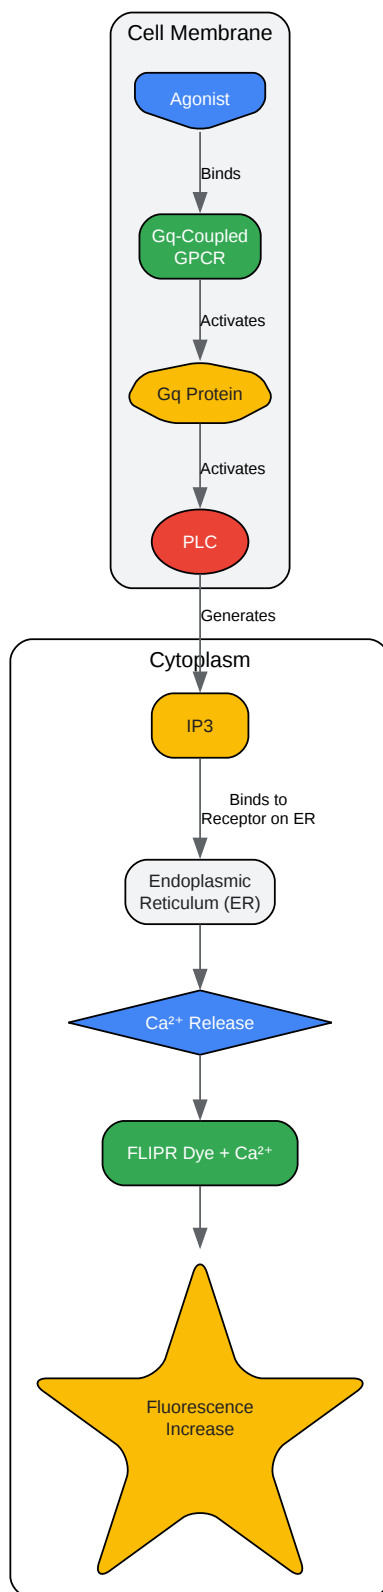 Cell Membrane
Agonist
Binds
Gq-Coupled
GPCR
Activates
Gq Protein
Activates
PLC
Generates
Cytoplasm
IP3
Binds to
Receptor on ER
Endoplasmic
Reticulum (ER)
Ca²⁺ Release
FLIPR Dye + Ca²⁺
Fluorescence
Increase